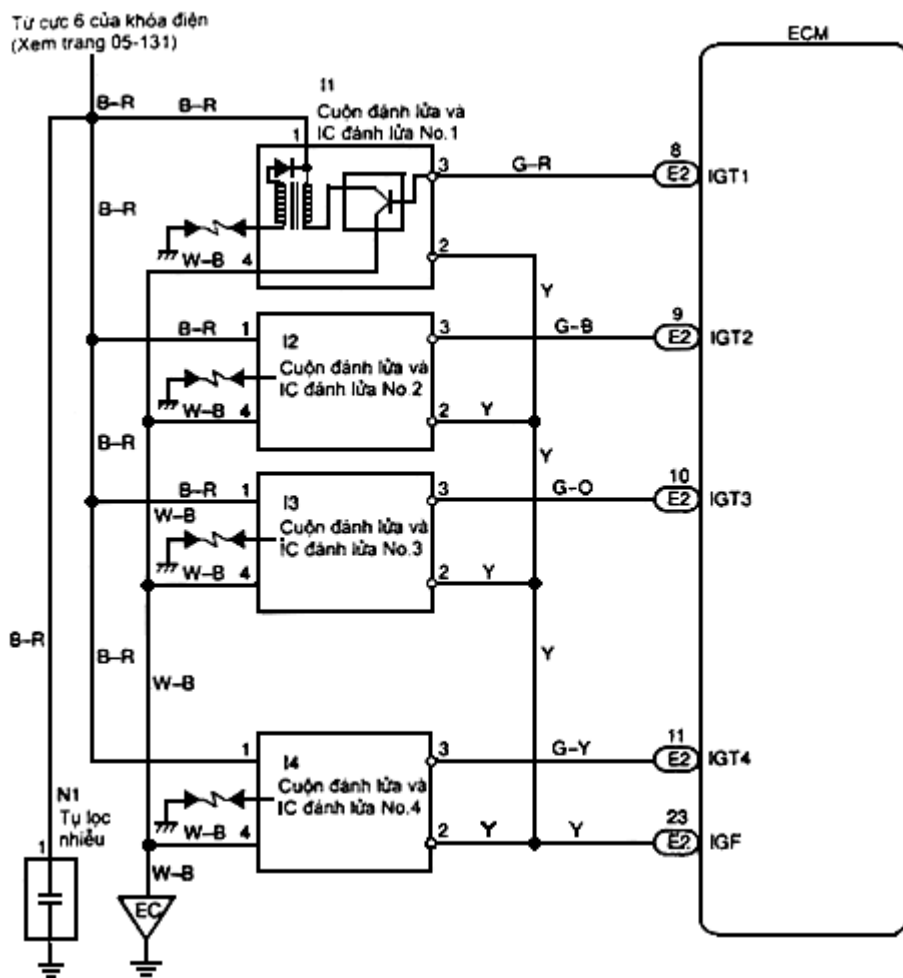 Từ cực 6 của khóa điện
(Xem trang 05-131)
ECM
I1
Cuộn đánh lửa và
IC đánh lửa No.1
B-R
B-R
1
3
G-R
8
E2
IGT1
B-R
W-B
4
2
Y
B-R
1
I2
Cuộn đánh lửa và
IC đánh lửa No.2
3
G-B
9
E2
IGT2
W-B
4
2
Y
B-R
Y
B-R
1
I3
Cuộn đánh lửa và
IC đánh lửa No.3
3
G-O
10
E2
IGT3
W-B
W-B
4
2
Y
B-R
B-R
Y
W-B
1
I4
Cuộn đánh lửa và
IC đánh lửa No.4
3
G-Y
11
E2
IGT4
W-B
4
2
Y
Y
23
E2
IGF
N1
Tụ lọc
nhiễu
1
W-B
EC